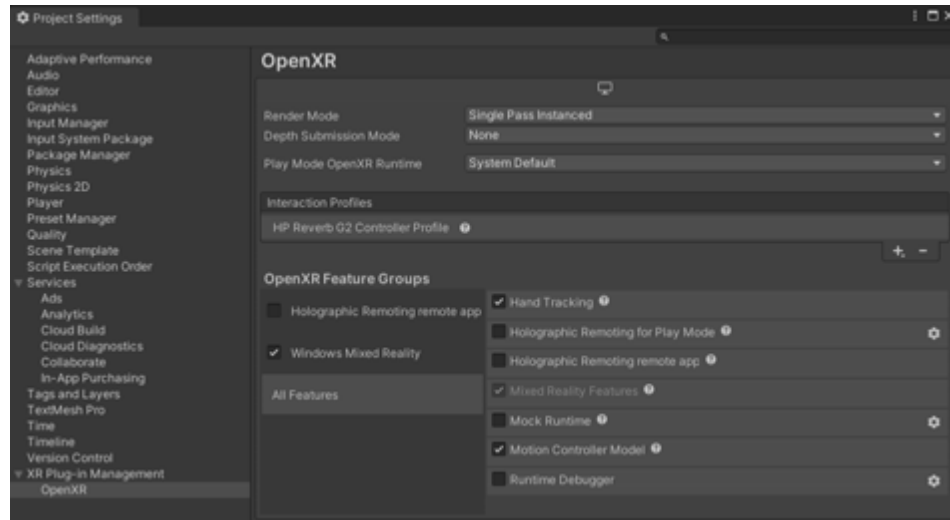 Project Settings
Adaptive Performance
Audio
Editor
Graphics
Input Manager
Input System Package
Package Manager
Physics
Physics 2D
Player
Preset Manager
Quality
Scene Template
Script Execution Order
Services
Ads
Analytics
Cloud Build
Cloud Diagnostics
Collaborate
In-App Purchasing
Tags and Layers
TextMesh Pro
Time
Timeline
Version Control
XR Plug-in Management
OpenXR
OpenXR
Render Mode Single Pass Instanced
Depth Submission Mode None
Play Mode OpenXR Runtime System Default
Interaction Profiles
HP Reverb G2 Controller Profile
OpenXR Feature Groups
Holographic Remoting remote app
Windows Mixed Reality
All Features
Hand Tracking
Holographic Remoting for Play Mode
Holographic Remoting remote app
Mixed Reality Features
Mock Runtime
Motion Controller Model
Runtime Debugger